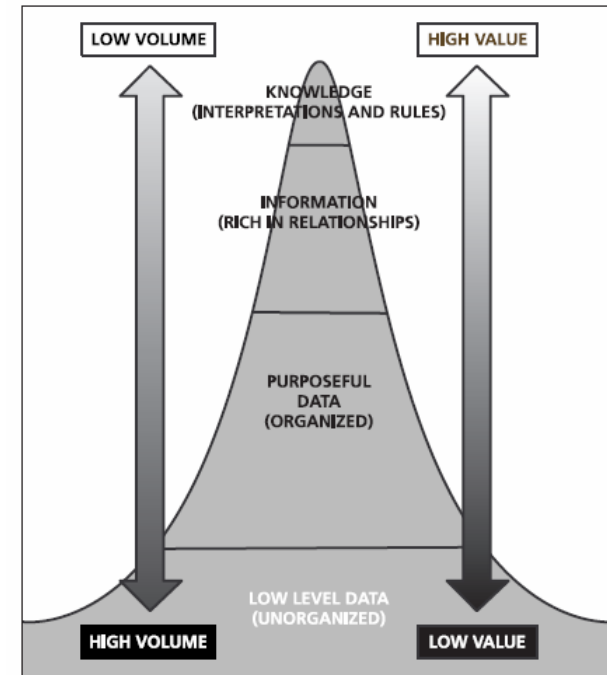 LOW VOLUME
HIGH VALUE
KNOWLEDGE
(INTERPRETATIONS AND RULES)
INFORMATION
(RICH IN RELATIONSHIPS)
PURPOSEFUL
DATA
(ORGANIZED)
LOW LEVEL DATA
(UNORGANIZED)
HIGH VOLUME
LOW VALUE